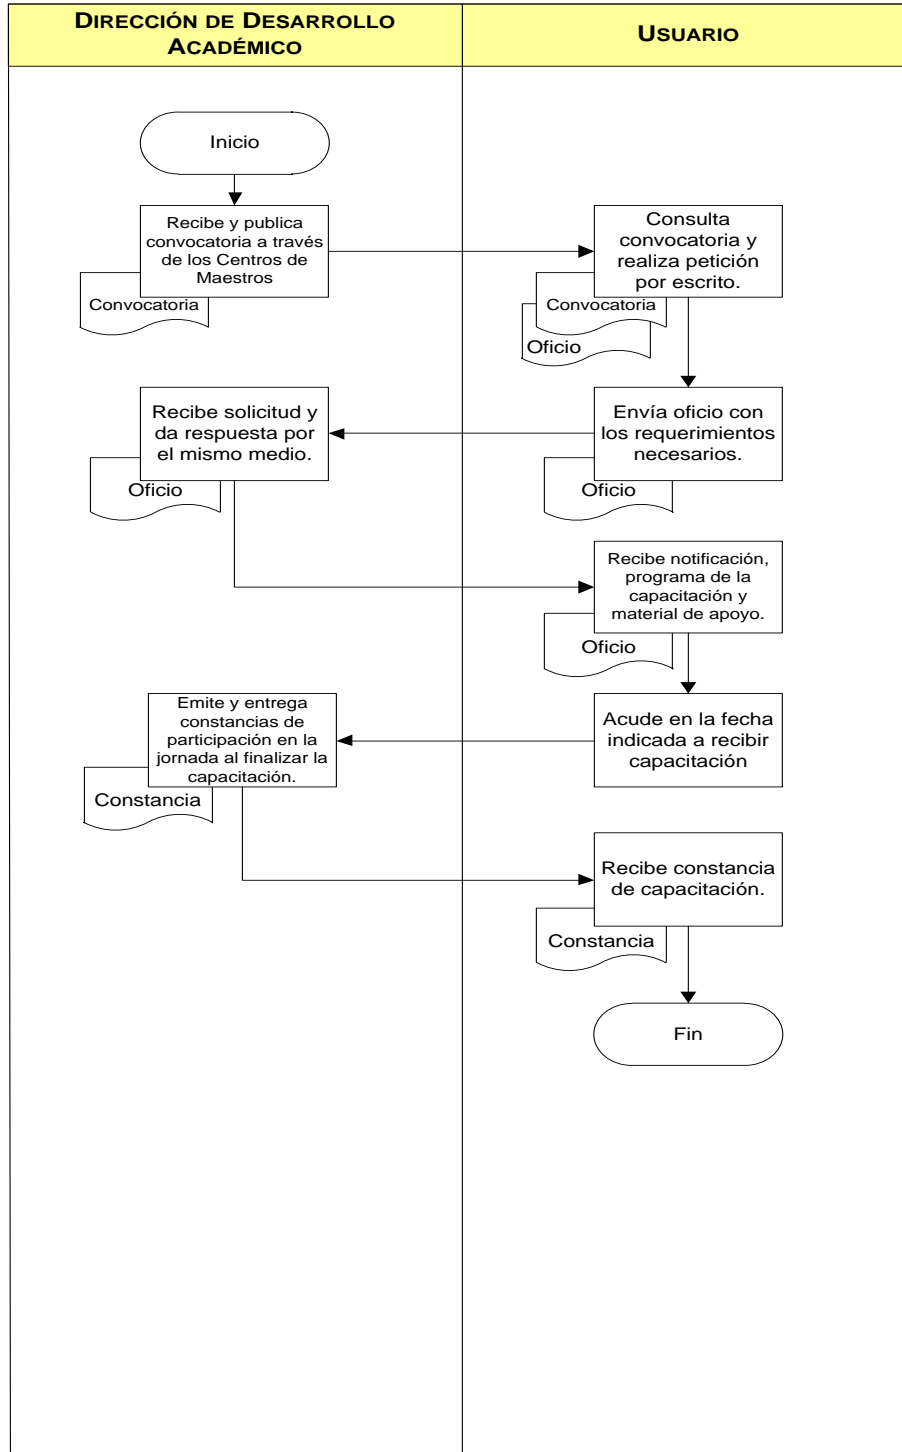 DIRECCIÓN DE DESARROLLO
ACADÉMICO
USUARIO
Inicio
Recibe y publica
convocatoria a través
de los Centros de
Maestros
Convocatoria
Consulta
convocatoria y
realiza petición
por escrito.
Convocatoria
Oficio
Envía oficio con
los requerimientos
necesarios.
Oficio
Recibe solicitud y
da respuesta por
el mismo medio.
Oficio
Recibe notificación,
programa de la
capacitación y
material de apoyo.
Oficio
Acude en la fecha
indicada a recibir
capacitación
Emite y entrega
constancias de
participación en la
jornada al finalizar la
capacitación.
Constancia
Recibe constancia
de capacitación.
Constancia
Fin